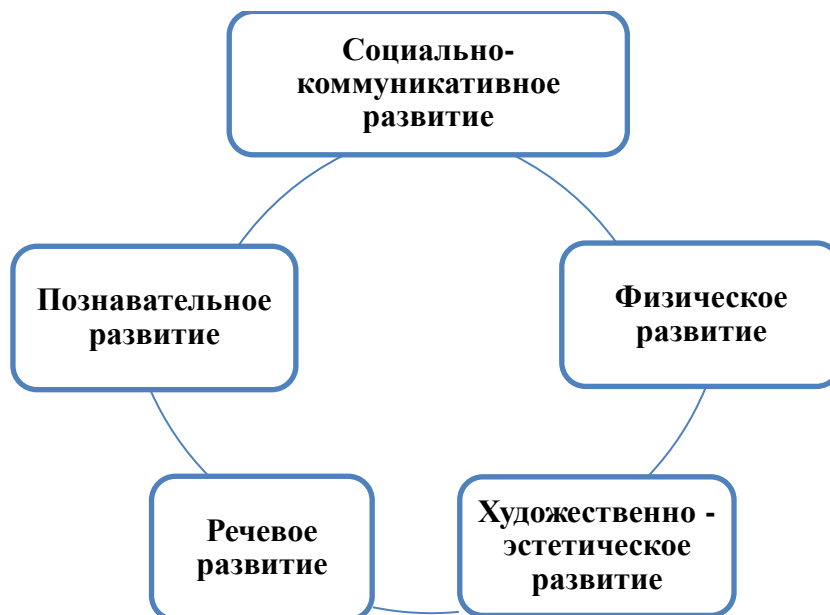 Социально-
коммуникативное
развитие
Познавательное
развитие
Физическое
развитие
Речевое
развитие
Художественно -
эстетическое
развитие